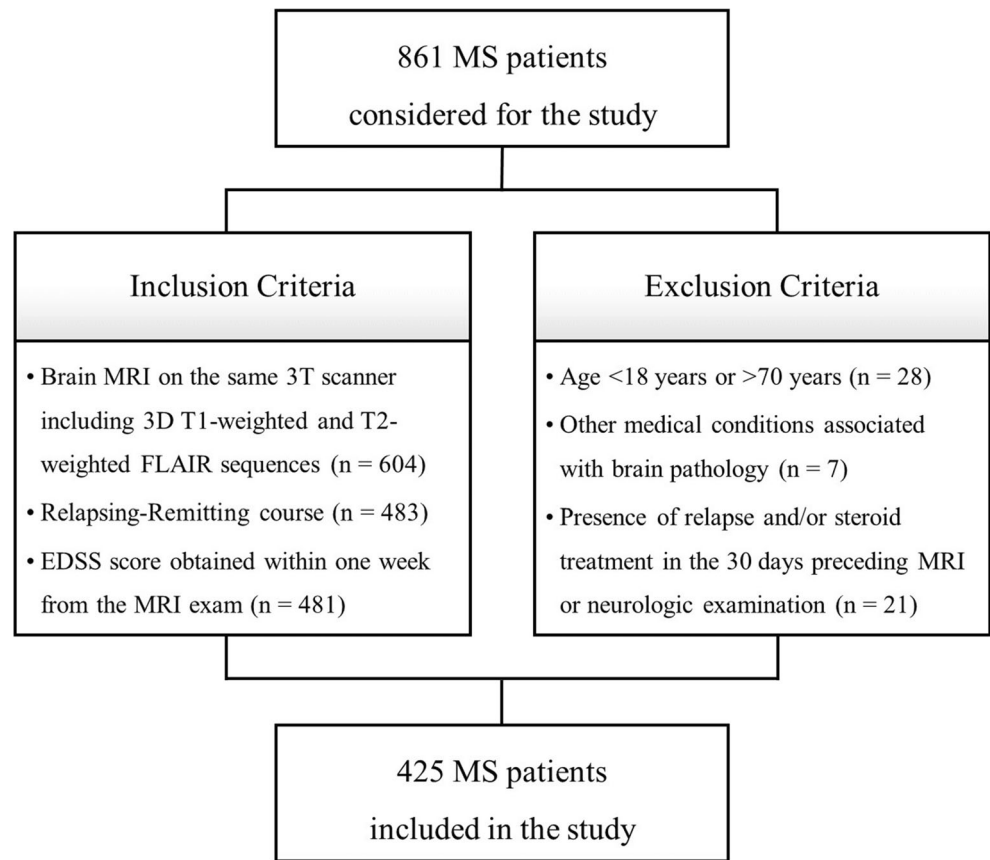 861 MS patients
considered for the study
Inclusion Criteria
• Brain MRI on the same 3T scanner
including 3D T1-weighted and T2-
weighted FLAIR sequences (n = 604)
• Relapsing-Remitting course (n = 483)
• EDSS score obtained within one week
from the MRI exam (n = 481)
Exclusion Criteria
• Age <18 years or >70 years (n = 28)
• Other medical conditions associated
with brain pathology (n = 7)
• Presence of relapse and/or steroid
treatment in the 30 days preceding MRI
or neurologic examination (n = 21)
425 MS patients
included in the study